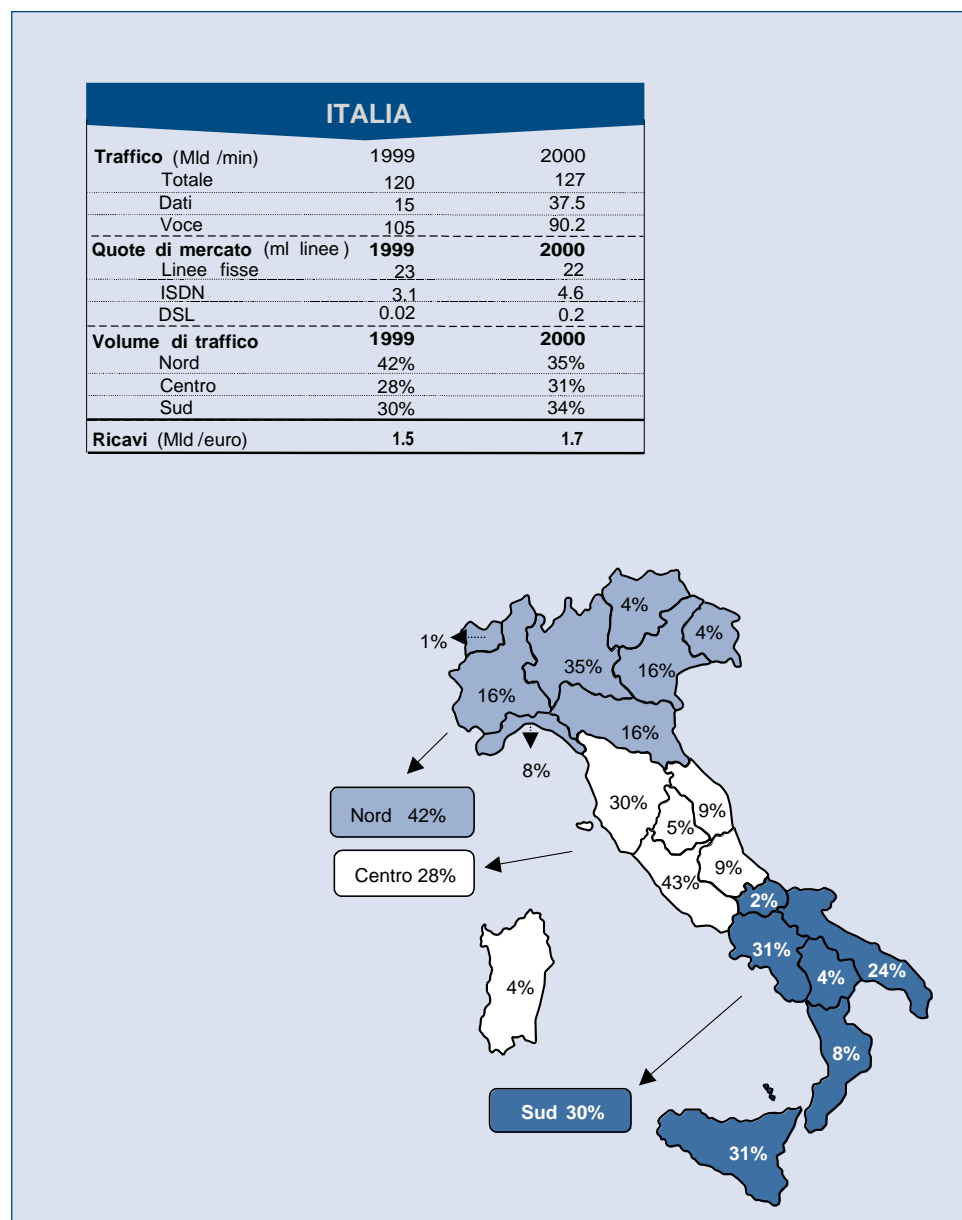 ITALIA
Traffico (Mld /min) 1999 2000
Totale 120 127
Dati 15 37.5
Voce 105 90.2
Quote di mercato (ml linee) 1999 2000
Linee fisse 23 22
ISDN 3.1 4.6
DSL 0.02 0.2
Volume di traffico 1999 2000
Nord 42% 35%
Centro 28% 31%
Sud 30% 34%
Ricavi (Mld /euro) 1.5 1.7
4%
4%
1%
35%
16%
16%
16%
8%
30%
9%
5%
Nord 42%
9%
Centro 28%
43%
2%
31%
24%
4%
4%
8%
Sud 30%
31%